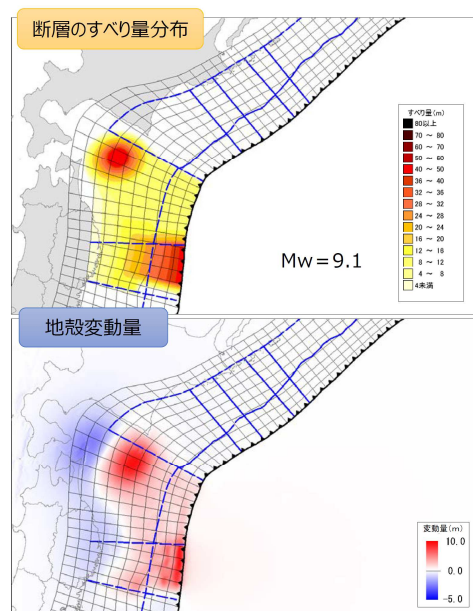 断層のすべり量分布
すべり量(m)
80以上
70 ～ 80
60 ～ 70
50 ～ 60
40 ～ 50
36 ～ 40
32 ～ 36
28 ～ 32
24 ～ 28
20 ～ 24
16 ～ 20
12 ～ 16
8 ～ 12
4 ～ 8
4未満
Mw＝9.1
地殻変動量
変動量(m)
10.0
0.0
-5.0